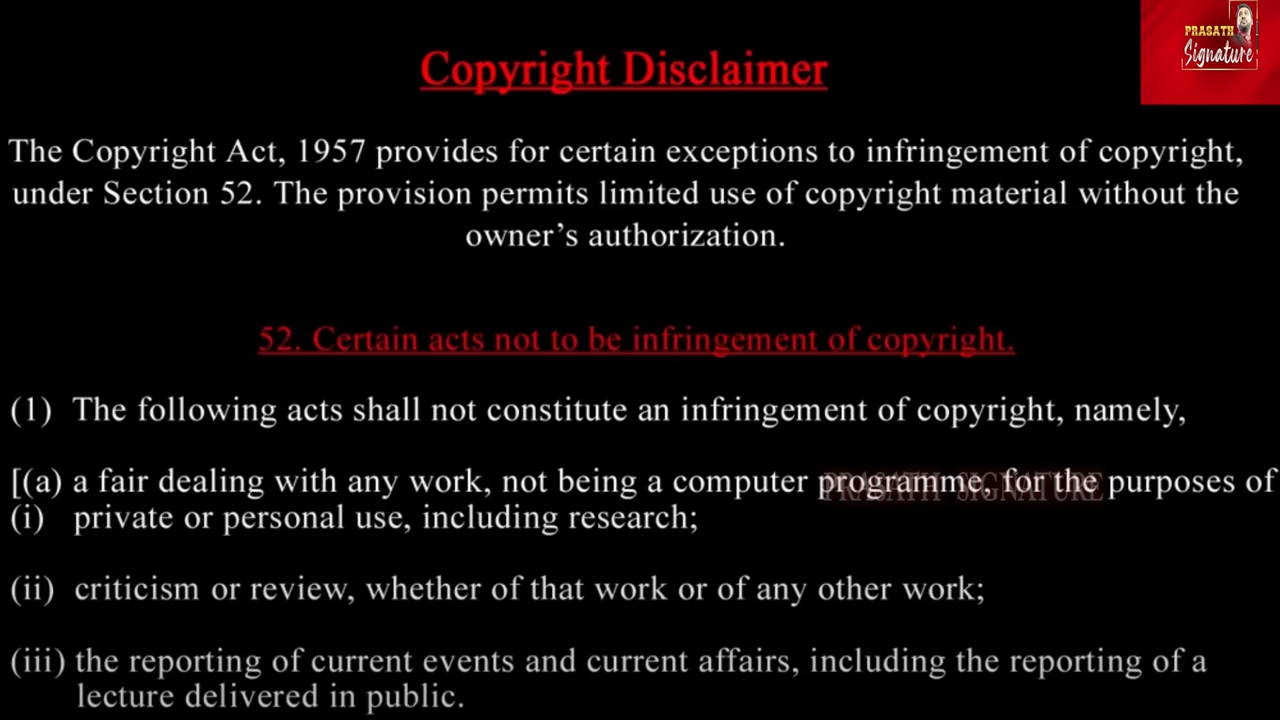 PRASATH
Signature
Copyright Disclaimer
The Copyright Act, 1957 provides for certain exceptions to infringement of copyright,
under Section 52. The provision permits limited use of copyright material without the
owner’s authorization.
52. Certain acts not to be infringement of copyright.
(1) The following acts shall not constitute an infringement of copyright, namely,
[(a) a fair dealing with any work, not being a computer programme, for the purposes of
PRASATH SIGNATURE
(i) private or personal use, including research;
(ii) criticism or review, whether of that work or of any other work;
(iii) the reporting of current events and current affairs, including the reporting of a
lecture delivered in public.